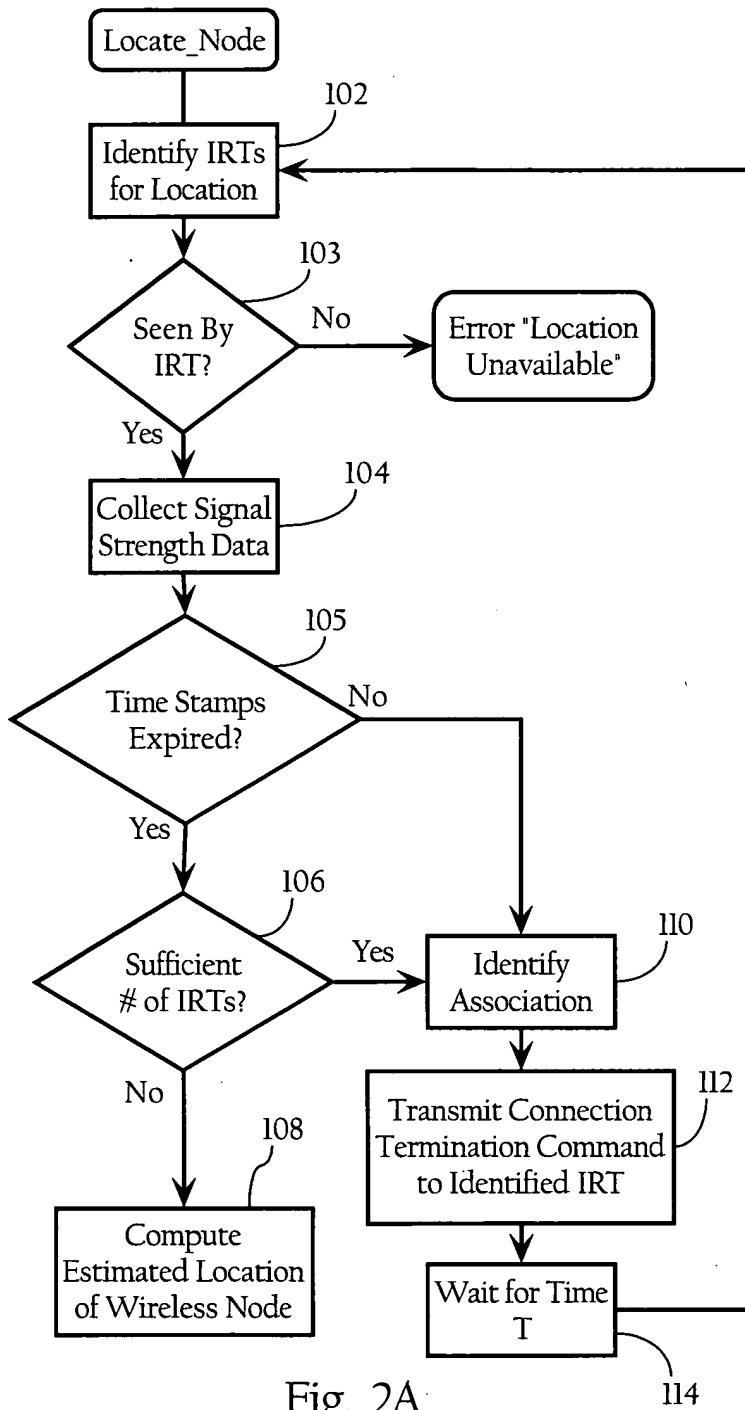 Locate_Node
102
Identify IRTs
for Location
103
Seen By
IRT?
No
Error "Location
Unavailable"
Yes
104
Collect Signal
Strength Data
105
Time Stamps
Expired?
No
Yes
106
Sufficient
# of IRTs?
Yes
110
Identify
Association
No
112
Transmit Connection
Termination Command
to Identified IRT
108
Compute
Estimated Location
of Wireless Node
Wait for Time
T
114
Fig. 2A